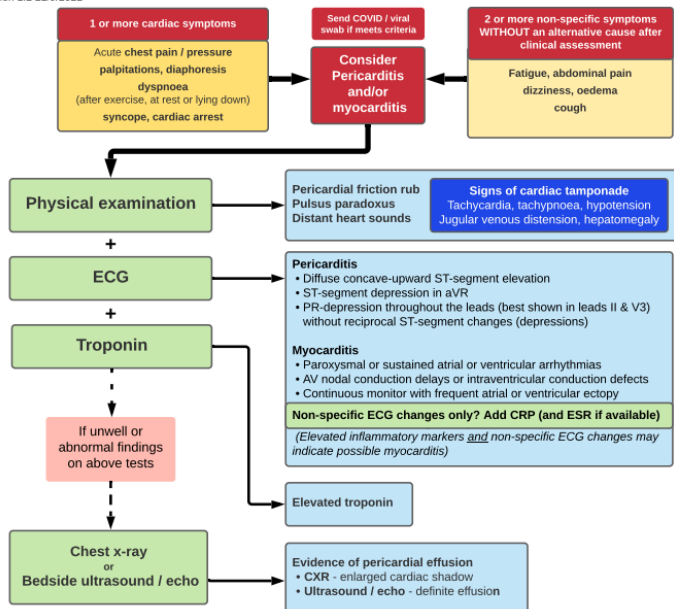 1 or more cardiac symptoms
Acute chest pain / pressure
palpitations, diaphoresis
dyspnoea
(after exercise, at rest or lying down)
syncope, cardiac arrest
Send COVID / viral
swab if meets criteria
Consider
Pericarditis
and/or
myocarditis
2 or more non-specific symptoms
WITHOUT an alternative cause after
clinical assessment
Fatigue, abdominal pain
dizziness, oedema
cough
Physical examination
Pericardial friction rub
Pulsus paradoxus
Distant heart sounds
Signs of cardiac tamponade
Tachycardia, tachypnoea, hypotension
Jugular venous distension, hepatomegaly
+
ECG
+
Troponin
Pericarditis
• Diffuse concave-upward ST-segment elevation
• ST-segment depression in aVR
• PR-depression throughout the leads (best shown in leads II & V3)
without reciprocal ST-segment changes (depressions)
Myocarditis
• Paroxysmal or sustained atrial or ventricular arrhythmias
• AV nodal conduction delays or intraventricular conduction defects
• Continuous monitor with frequent atrial or ventricular ectopy
Non-specific ECG changes only? Add CRP (and ESR if available)
(Elevated inflammatory markers and non-specific ECG changes may
indicate possible myocarditis)
If unwell or
abnormal findings
on above tests
Elevated troponin
Chest x-ray
or
Bedside ultrasound / echo
Evidence of pericardial effusion
• CXR - enlarged cardiac shadow
• Ultrasound / echo - definite effusion